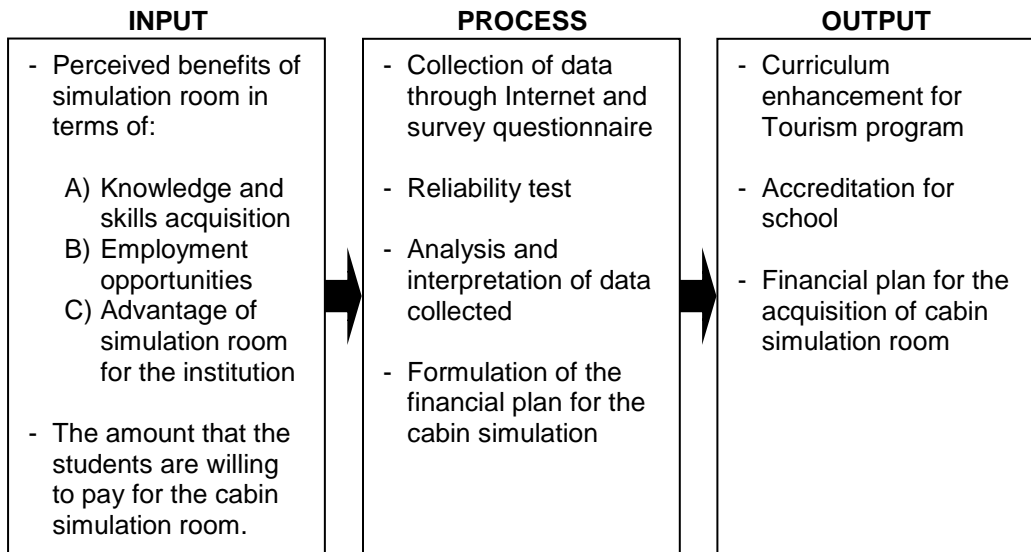 INPUT
- Perceived benefits of
simulation room in
terms of:
A) Knowledge and
skills acquisition
B) Employment
opportunities
C) Advantage of
simulation room
for the institution
- The amount that the
students are willing
to pay for the cabin
simulation room.
PROCESS
- Collection of data
through Internet and
survey questionnaire
- Reliability test
- Analysis and
interpretation of data
collected
- Formulation of the
financial plan for the
cabin simulation
OUTPUT
- Curriculum
enhancement for
Tourism program
- Accreditation for
school
- Financial plan for the
acquisition of cabin
simulation room